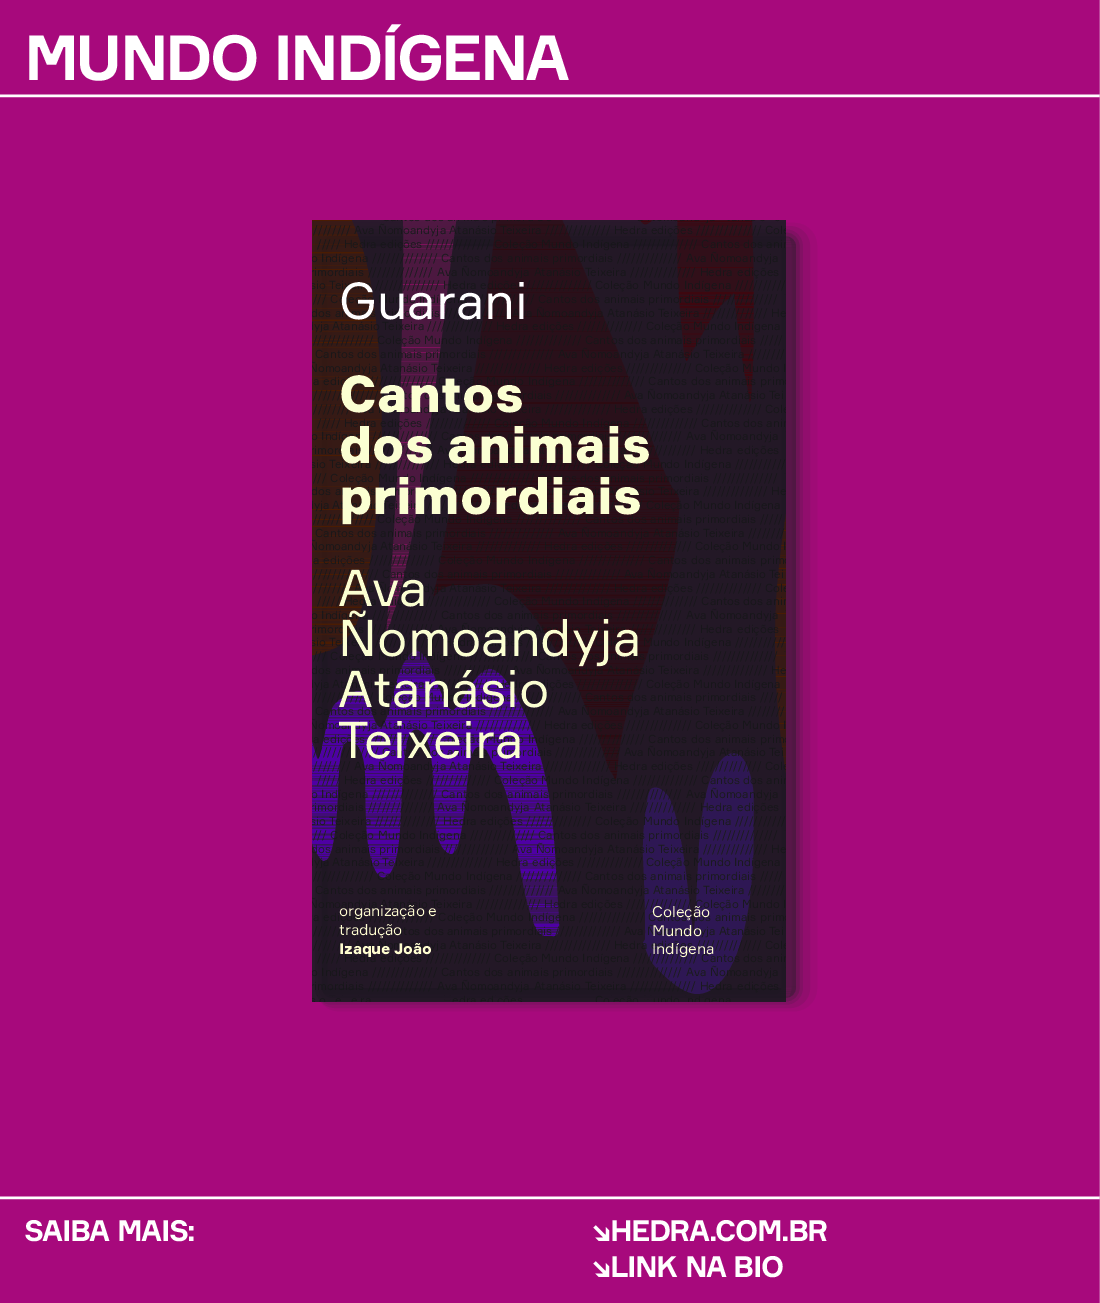 MUNDO INDÍGENA
Guarani
Cantos
dos animais
primordiais
Ava
Ñomoandyja
Atanásio
Teixeira
organização e
tradução
Izaque João
Coleção
Mundo
Indígena
SAIBA MAIS:
↘HEDRA.COM.BR
↘LINK NA BIO